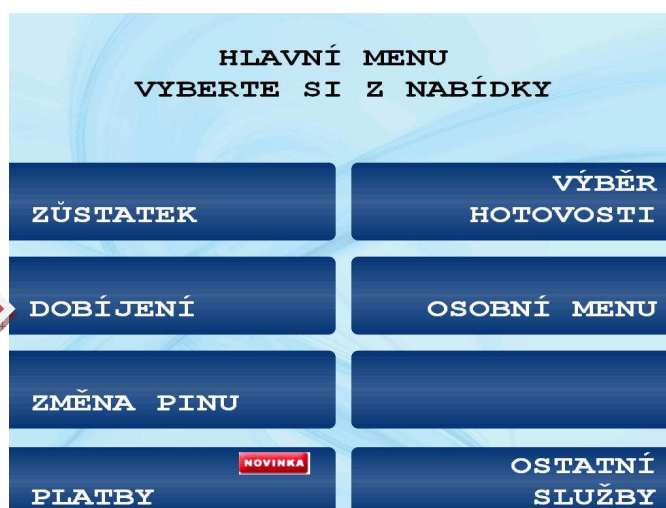 HLAVNÍ MENU
VYBERTE SI Z NABÍDKY
ZŮSTATEK
VÝBĚR
HOTOVOSTI
DOBÍJENÍ
OSOBNÍ MENU
ZMĚNA PINU
NOVINKA
PLATBY
OSTATNÍ
SLUŽBY